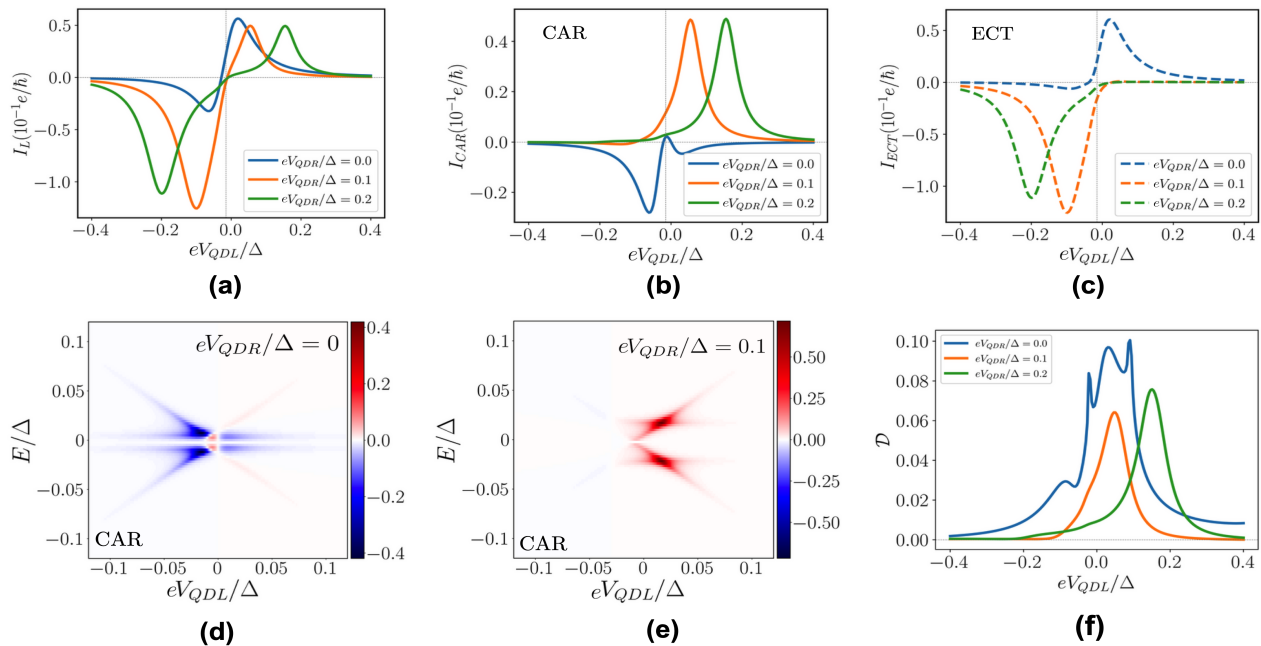 0.5
0.0
−0.5
−1.0
I_L(10⁻¹e/ħ)
eV_QDR/Δ = 0.0
eV_QDR/Δ = 0.1
eV_QDR/Δ = 0.2
−0.4 −0.2 0.0 0.2 0.4
eV_QDL/Δ
(a)
CAR
0.4
0.2
0.0
−0.2
I_CAR(10⁻¹e/ħ)
eV_QDR/Δ = 0.0
eV_QDR/Δ = 0.1
eV_QDR/Δ = 0.2
−0.4 −0.2 0.0 0.2 0.4
eV_QDL/Δ
(b)
ECT
0.5
0.0
−0.5
−1.0
I_ECT(10⁻¹e/ħ)
eV_QDR/Δ = 0.0
eV_QDR/Δ = 0.1
eV_QDR/Δ = 0.2
−0.4 −0.2 0.0 0.2 0.4
eV_QDL/Δ
(c)
eV_QDR/Δ = 0
0.1
0.05
0
−0.05
−0.1
E/Δ
CAR
−0.1 −0.05 0 0.05 0.1
eV_QDL/Δ
0.4
0.2
0.0
−0.2
−0.4
(d)
eV_QDR/Δ = 0.1
0.1
0.05
0
−0.05
−0.1
E/Δ
CAR
−0.1 −0.05 0 0.05 0.1
eV_QDL/Δ
0.50
0.25
0.00
−0.25
−0.50
(e)
eV_QDR/Δ = 0.0
eV_QDR/Δ = 0.1
eV_QDR/Δ = 0.2
0.10
0.08
0.06
0.04
0.02
0.00
𝒟
−0.4 −0.2 0.0 0.2 0.4
eV_QDL/Δ
(f)